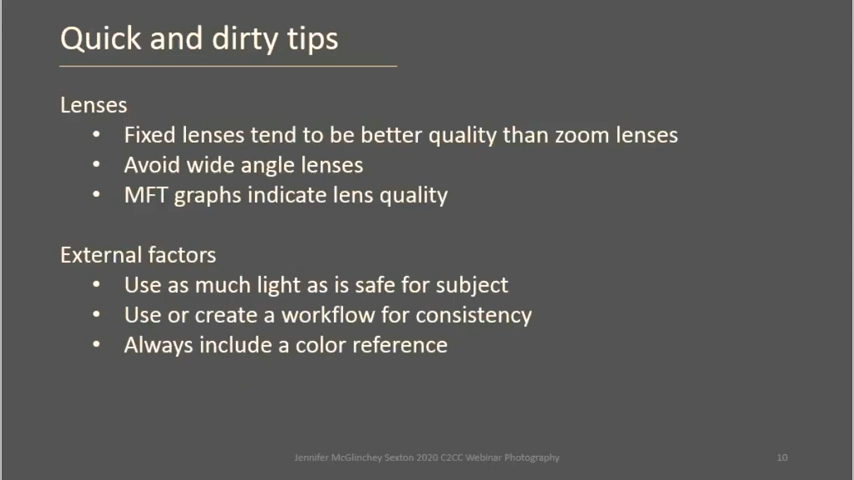 Quick and dirty tips
Lenses
• Fixed lenses tend to be better quality than zoom lenses
• Avoid wide angle lenses
• MFT graphs indicate lens quality
External factors
• Use as much light as is safe for subject
• Use or create a workflow for consistency
• Always include a color reference
Jennifer McGlinchey Sexton 2020 C2CC Webinar Photography
10